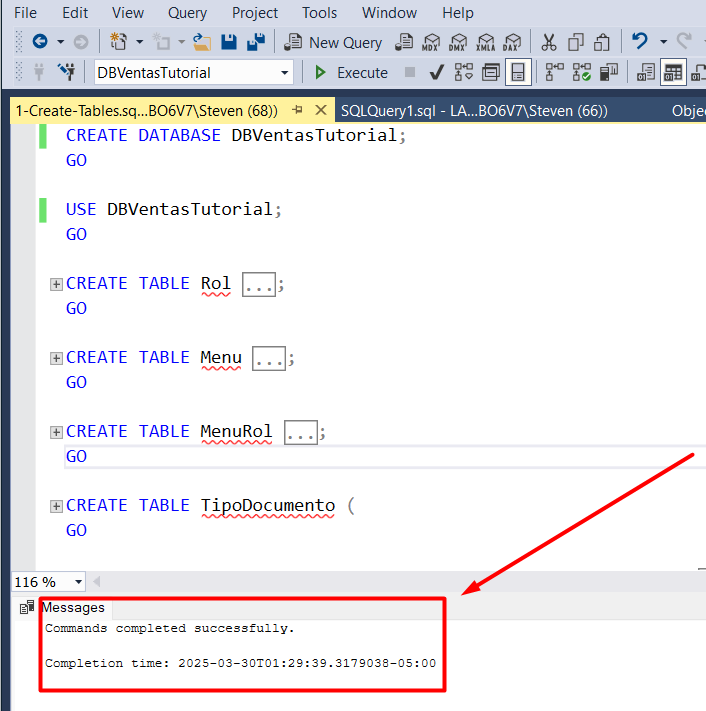 File Edit View Query Project Tools Window Help
New Query MDX DMX XMLA DAX
DBVentasTutorial Execute
1-Create-Tables.sq...BO6V7\Steven (68)) SQLQuery1.sql - LA...BO6V7\Steven (66)) Obje
CREATE DATABASE DBVentasTutorial;
GO
USE DBVentasTutorial;
GO
CREATE TABLE Rol ...;
GO
CREATE TABLE Menu ...;
GO
CREATE TABLE MenuRol ...;
GO
CREATE TABLE TipoDocumento (
GO
116 %
Messages
Commands completed successfully.
Completion time: 2025-03-30T01:29:39.3179038-05:00